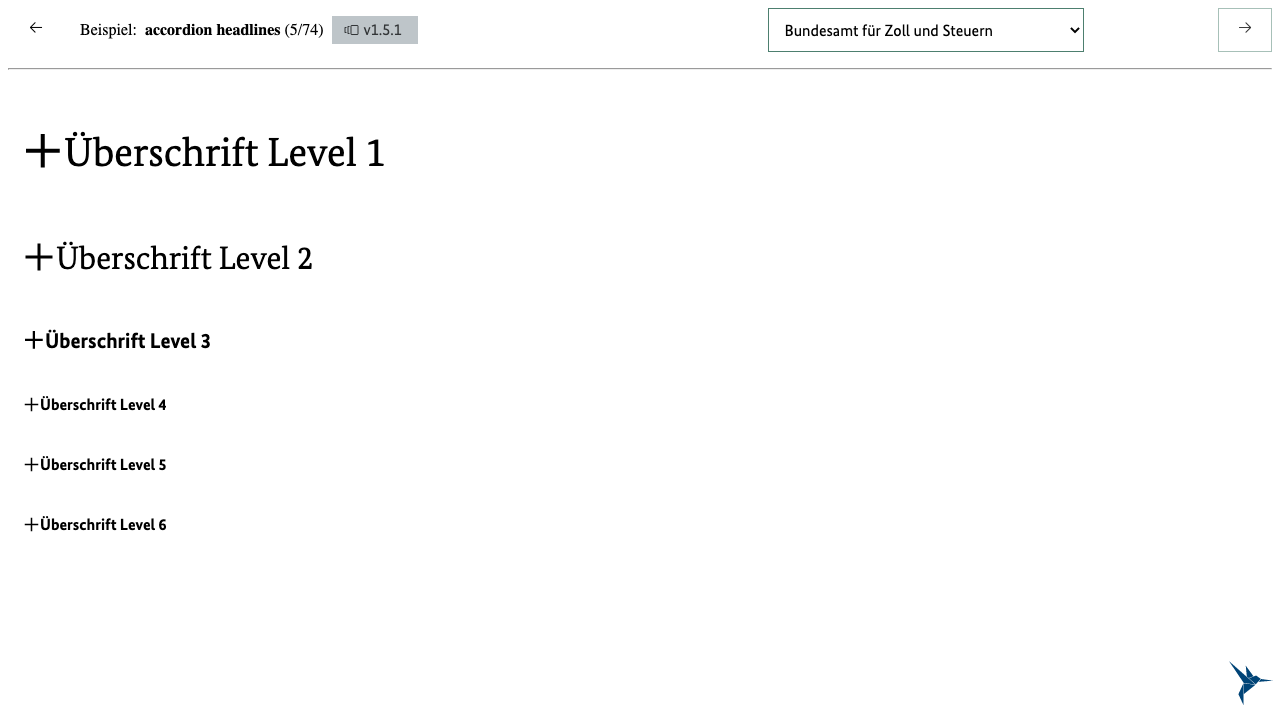 Beispiel: accordion headlines (5/74) v1.5.1 Bundesamt für Zoll und Steuern
Überschrift Level 1
Überschrift Level 2
Überschrift Level 3
Überschrift Level 4
Überschrift Level 5
Überschrift Level 6